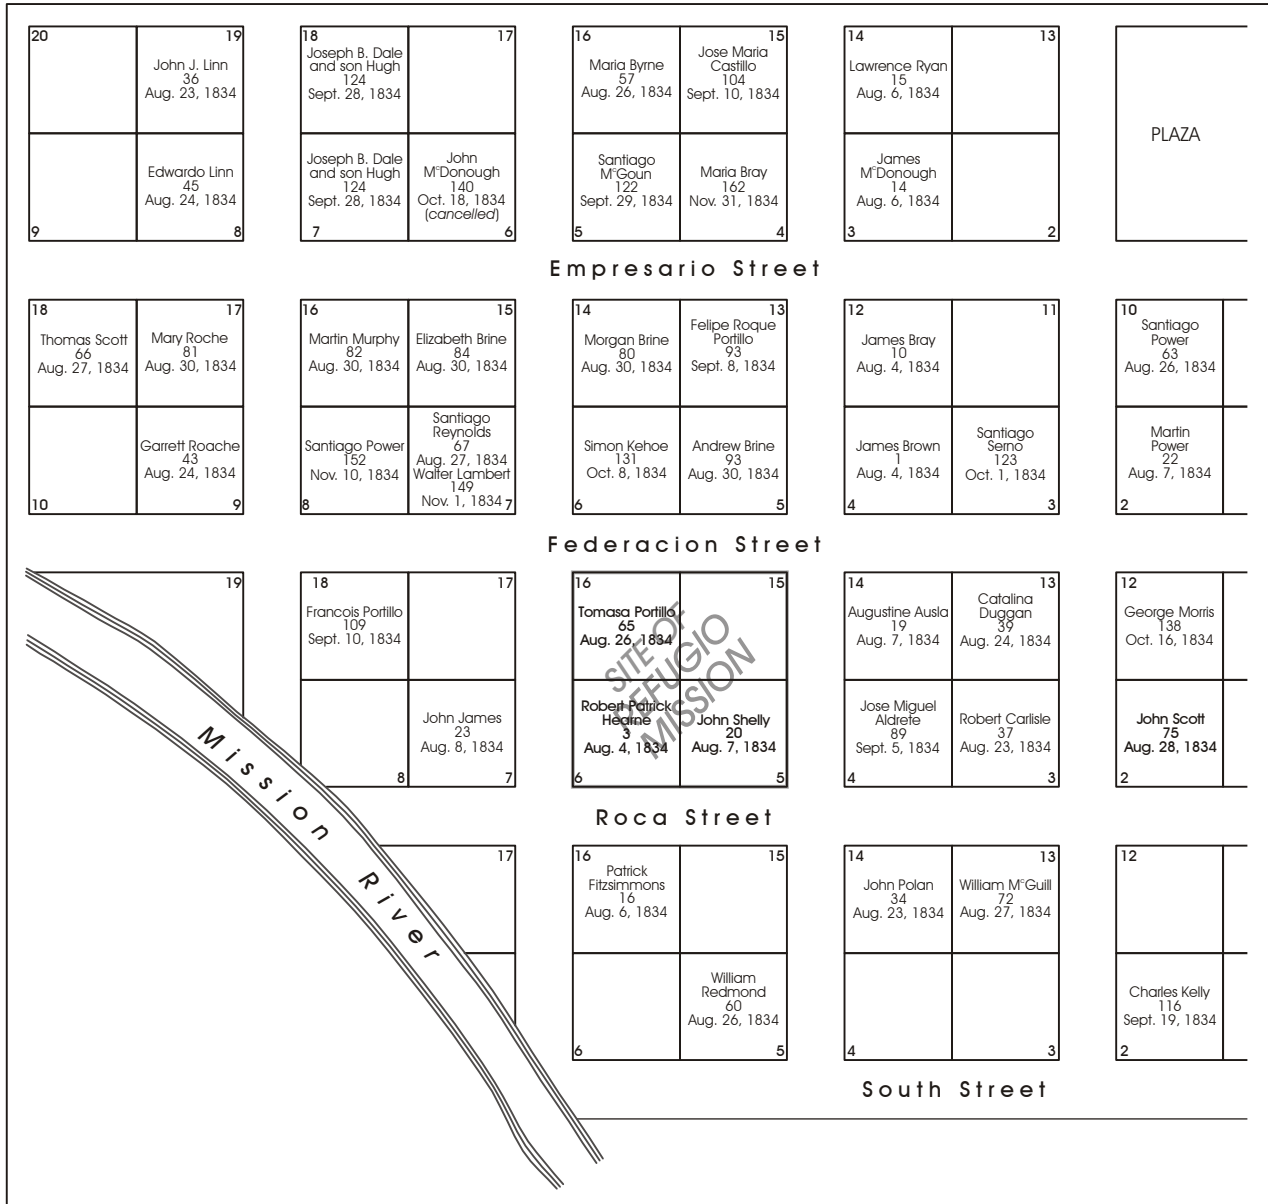 20
19
John J. Linn
36
Aug. 23, 1834
Edwardo Linn
45
Aug. 24, 1834
9
8
18
17
Joseph B. Dale
and son Hugh
124
Sept. 28, 1834
Joseph B. Dale
and son Hugh
124
Sept. 28, 1834
John
McDonough
140
Oct. 18, 1834
(cancelled)
7
6
16
15
Maria Byrne
57
Aug. 26, 1834
Jose Maria
Castillo
104
Sept. 10, 1834
Santiago
McGoun
122
Sept. 29, 1834
Maria Bray
162
Nov. 31, 1834
5
4
14
13
Lawrence Ryan
15
Aug. 6, 1834
James
McDonough
14
Aug. 6, 1834
3
2
PLAZA
Empresario Street
18
17
Thomas Scott
66
Aug. 27, 1834
Mary Roche
81
Aug. 30, 1834
Garrett Roache
43
Aug. 24, 1834
10
9
16
15
Martin Murphy
82
Aug. 30, 1834
Elizabeth Brine
84
Aug. 30, 1834
Santiago Power
152
Nov. 10, 1834
Santiago
Reynolds
67
Aug. 27, 1834
Walter Lambert
149
Nov. 1, 1834
8
7
14
13
Morgan Brine
80
Aug. 30, 1834
Felipe Roque
Portillo
93
Sept. 8, 1834
Simon Kehoe
131
Oct. 8, 1834
Andrew Brine
93
Aug. 30, 1834
6
5
12
11
James Bray
10
Aug. 4, 1834
James Brown
1
Aug. 4, 1834
Santiago
Serno
123
Oct. 1, 1834
4
3
10
Santiago
Power
63
Aug. 26, 1834
Martin
Power
22
Aug. 7, 1834
2
Federacion Street
19
18
17
Francois Portillo
109
Sept. 10, 1834
John James
23
Aug. 8, 1834
8
7
16
15
Tomasa Portillo
65
Aug. 26, 1834
SITE OF
REFUGIO
MISSION
Robert Patrick
Hearne
3
Aug. 4, 1834
John Shelly
20
Aug. 7, 1834
6
5
14
13
Augustine Ausla
19
Aug. 7, 1834
Catalina
Duggan
39
Aug. 24, 1834
Jose Miguel
Aldrete
89
Sept. 5, 1834
Robert Carlisle
37
Aug. 23, 1834
4
3
12
George Morris
138
Oct. 16, 1834
John Scott
75
Aug. 28, 1834
2
Mission River
Roca Street
17
16
15
Patrick
Fitzsimmons
16
Aug. 6, 1834
William
Redmond
60
Aug. 26, 1834
6
5
14
13
John Polan
34
Aug. 23, 1834
William McGuill
72
Aug. 27, 1834
4
3
12
Charles Kelly
116
Sept. 19, 1834
2
South Street